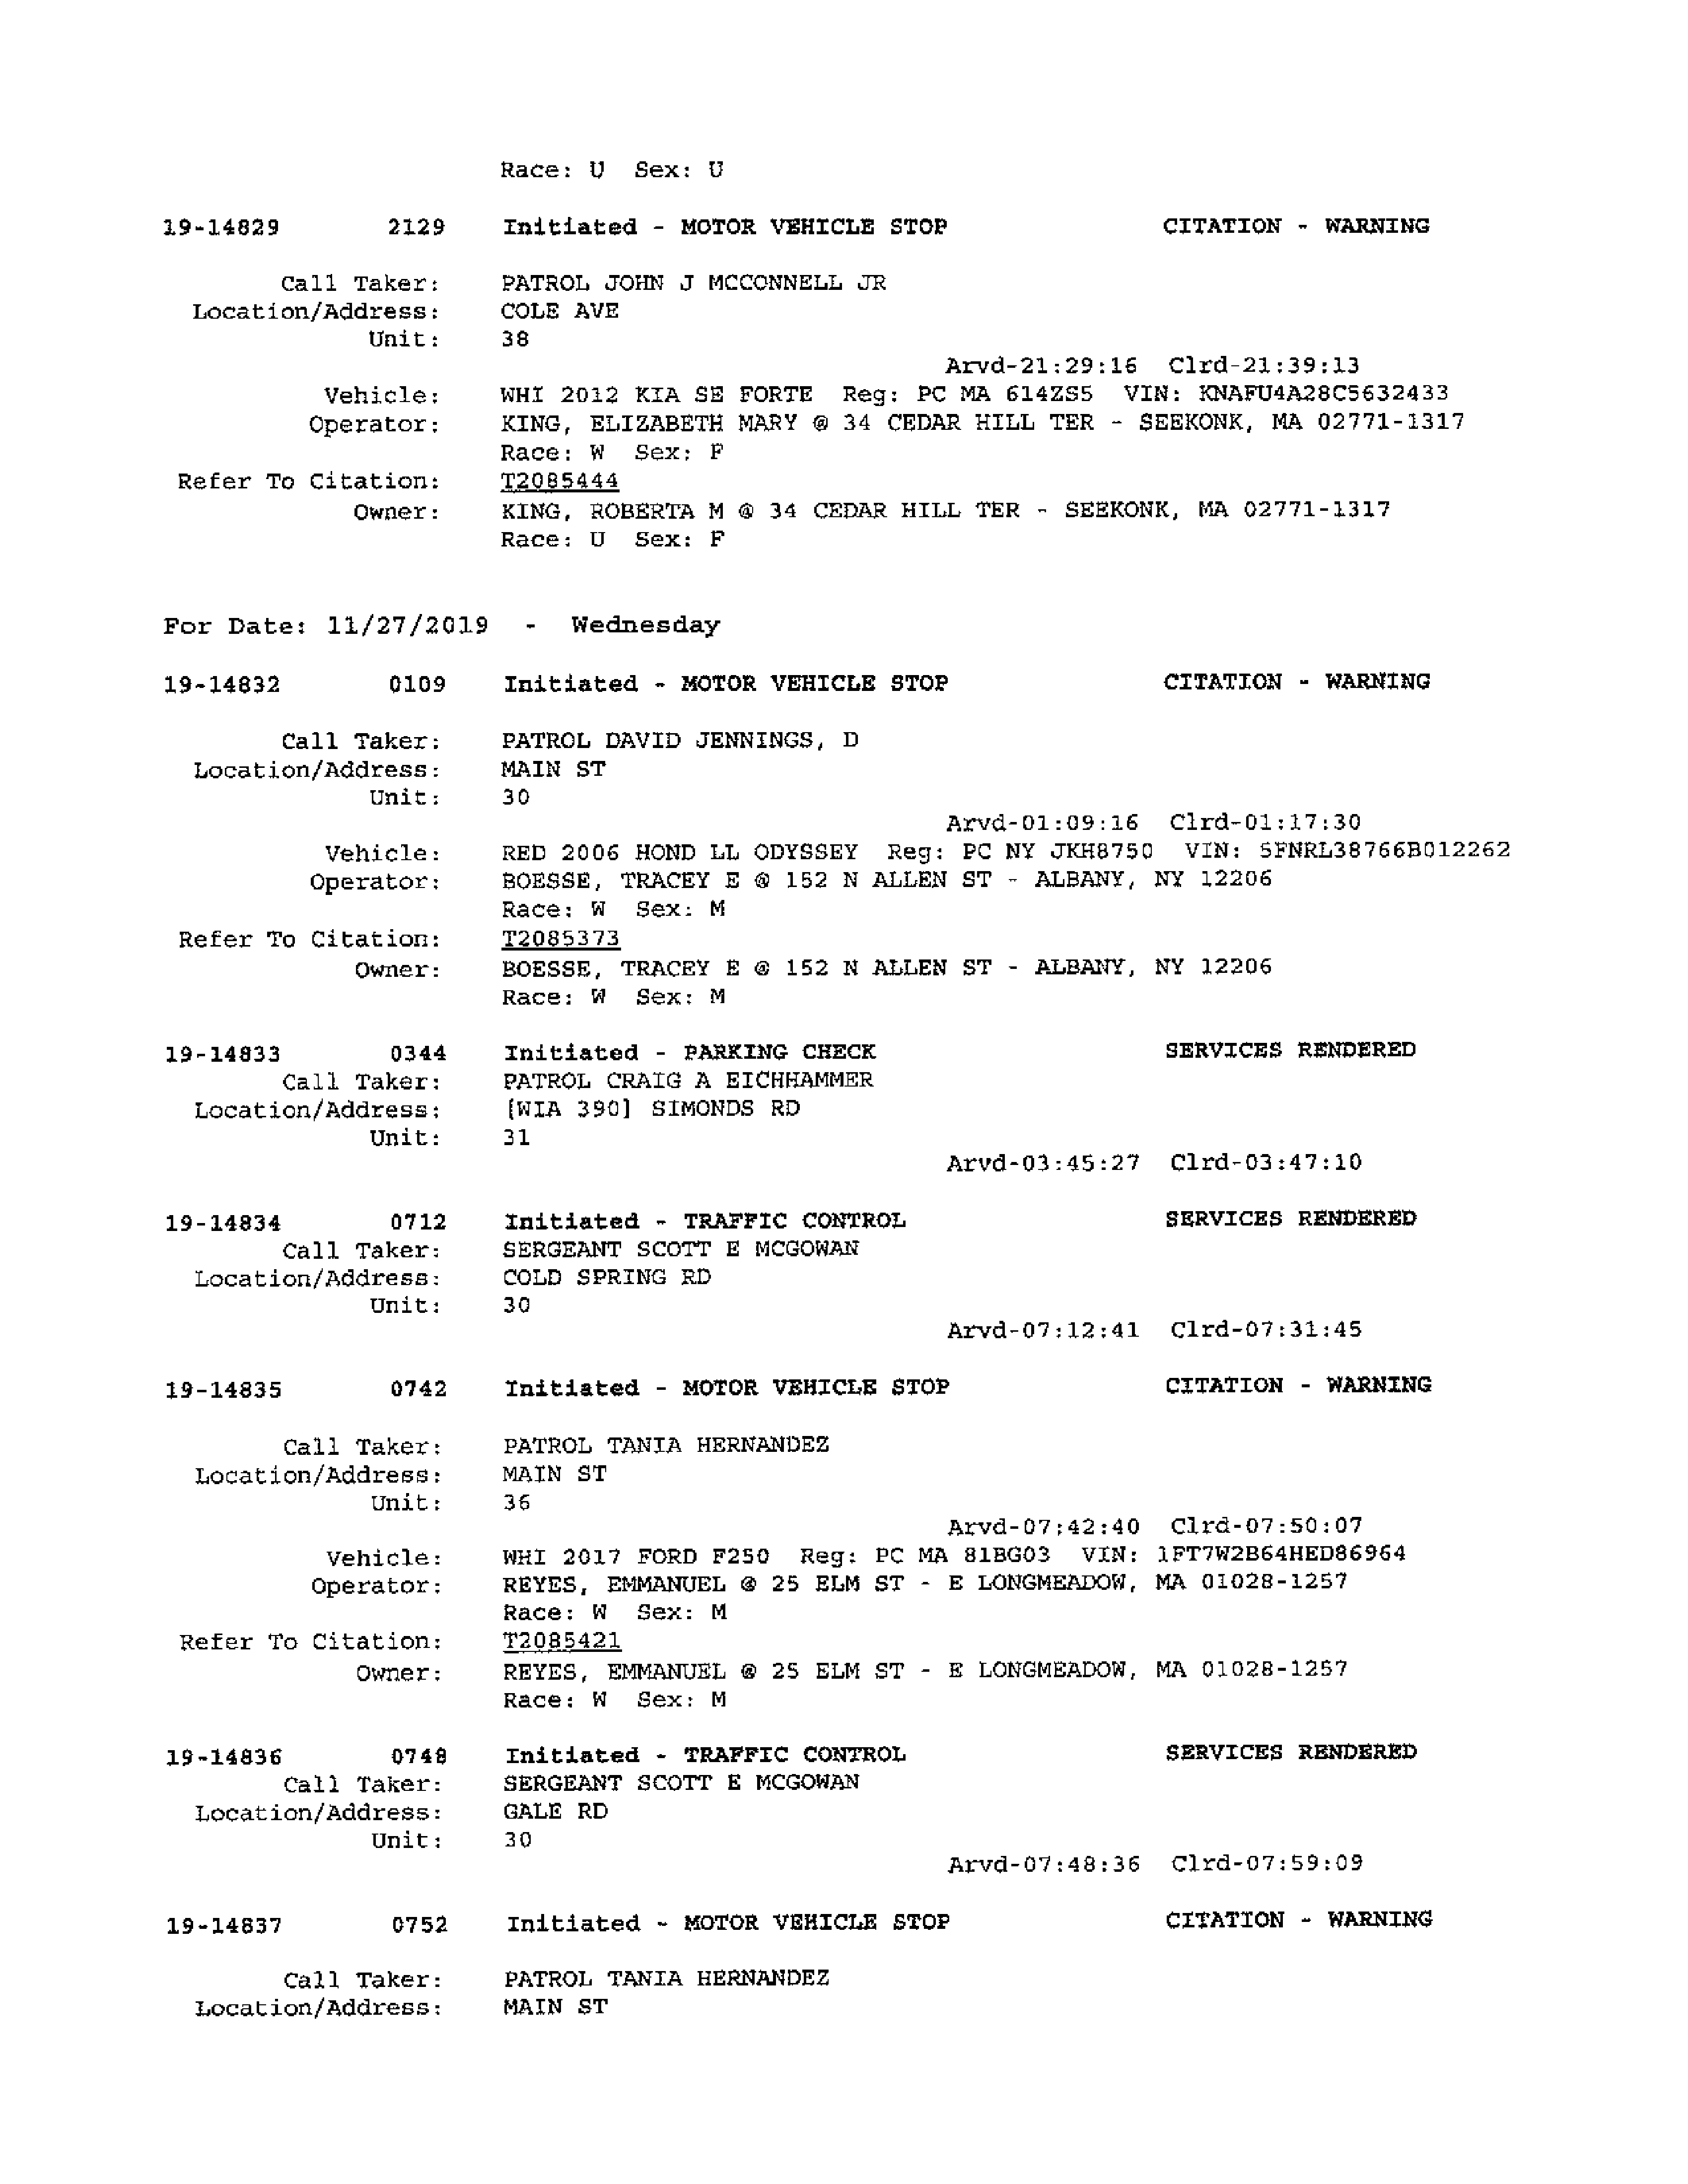 Race: U Sex: U
19-14829 2129 Initiated - MOTOR VEHICLE STOP CITATION - WARNING
Call Taker: PATROL JOHN J MCCONNELL JR
Location/Address: COLE AVE
Unit: 38
Arvd-21:29:16 Clrd-21:39:13
Vehicle: WHI 2012 KIA SE FORTE Reg: PC MA 614ZS5 VIN: KNAFU4A28C5632433
Operator: KING, ELIZABETH MARY @ 34 CEDAR HILL TER - SEEKONK, MA 02771-1317
Race: W Sex: F
Refer To Citation: T2085444
Owner: KING, ROBERTA M @ 34 CEDAR HILL TER - SEEKONK, MA 02771-1317
Race: U Sex: F
For Date: 11/27/2019 - Wednesday
19-14832 0109 Initiated - MOTOR VEHICLE STOP CITATION - WARNING
Call Taker: PATROL DAVID JENNINGS, D
Location/Address: MAIN ST
Unit: 30
Arvd-01:09:16 Clrd-01:17:30
Vehicle: RED 2006 HOND LL ODYSSEY Reg: PC NY JKH8750 VIN: 5FNRL38766B012262
Operator: BOESSE, TRACEY E @ 152 N ALLEN ST - ALBANY, NY 12206
Race: W Sex: M
Refer To Citation: T2085373
Owner: BOESSE, TRACEY E @ 152 N ALLEN ST - ALBANY, NY 12206
Race: W Sex: M
19-14833 0344 Initiated - PARKING CHECK SERVICES RENDERED
Call Taker: PATROL CRAIG A EICHHAMMER
Location/Address: [WIA 390] SIMONDS RD
Unit: 31
Arvd-03:45:27 Clrd-03:47:10
19-14834 0712 Initiated - TRAFFIC CONTROL SERVICES RENDERED
Call Taker: SERGEANT SCOTT E MCGOWAN
Location/Address: COLD SPRING RD
Unit: 30
Arvd-07:12:41 Clrd-07:31:45
19-14835 0742 Initiated - MOTOR VEHICLE STOP CITATION - WARNING
Call Taker: PATROL TANIA HERNANDEZ
Location/Address: MAIN ST
Unit: 36
Arvd-07:42:40 Clrd-07:50:07
Vehicle: WHI 2017 FORD F250 Reg: PC MA 81BG03 VIN: 1FT7W2B64HED86964
Operator: REYES, EMMANUEL @ 25 ELM ST - E LONGMEADOW, MA 01028-1257
Race: W Sex: M
Refer To Citation: T2085421
Owner: REYES, EMMANUEL @ 25 ELM ST - E LONGMEADOW, MA 01028-1257
Race: W Sex: M
19-14836 0748 Initiated - TRAFFIC CONTROL SERVICES RENDERED
Call Taker: SERGEANT SCOTT E MCGOWAN
Location/Address: GALE RD
Unit: 30
Arvd-07:48:36 Clrd-07:59:09
19-14837 0752 Initiated - MOTOR VEHICLE STOP CITATION - WARNING
Call Taker: PATROL TANIA HERNANDEZ
Location/Address: MAIN ST